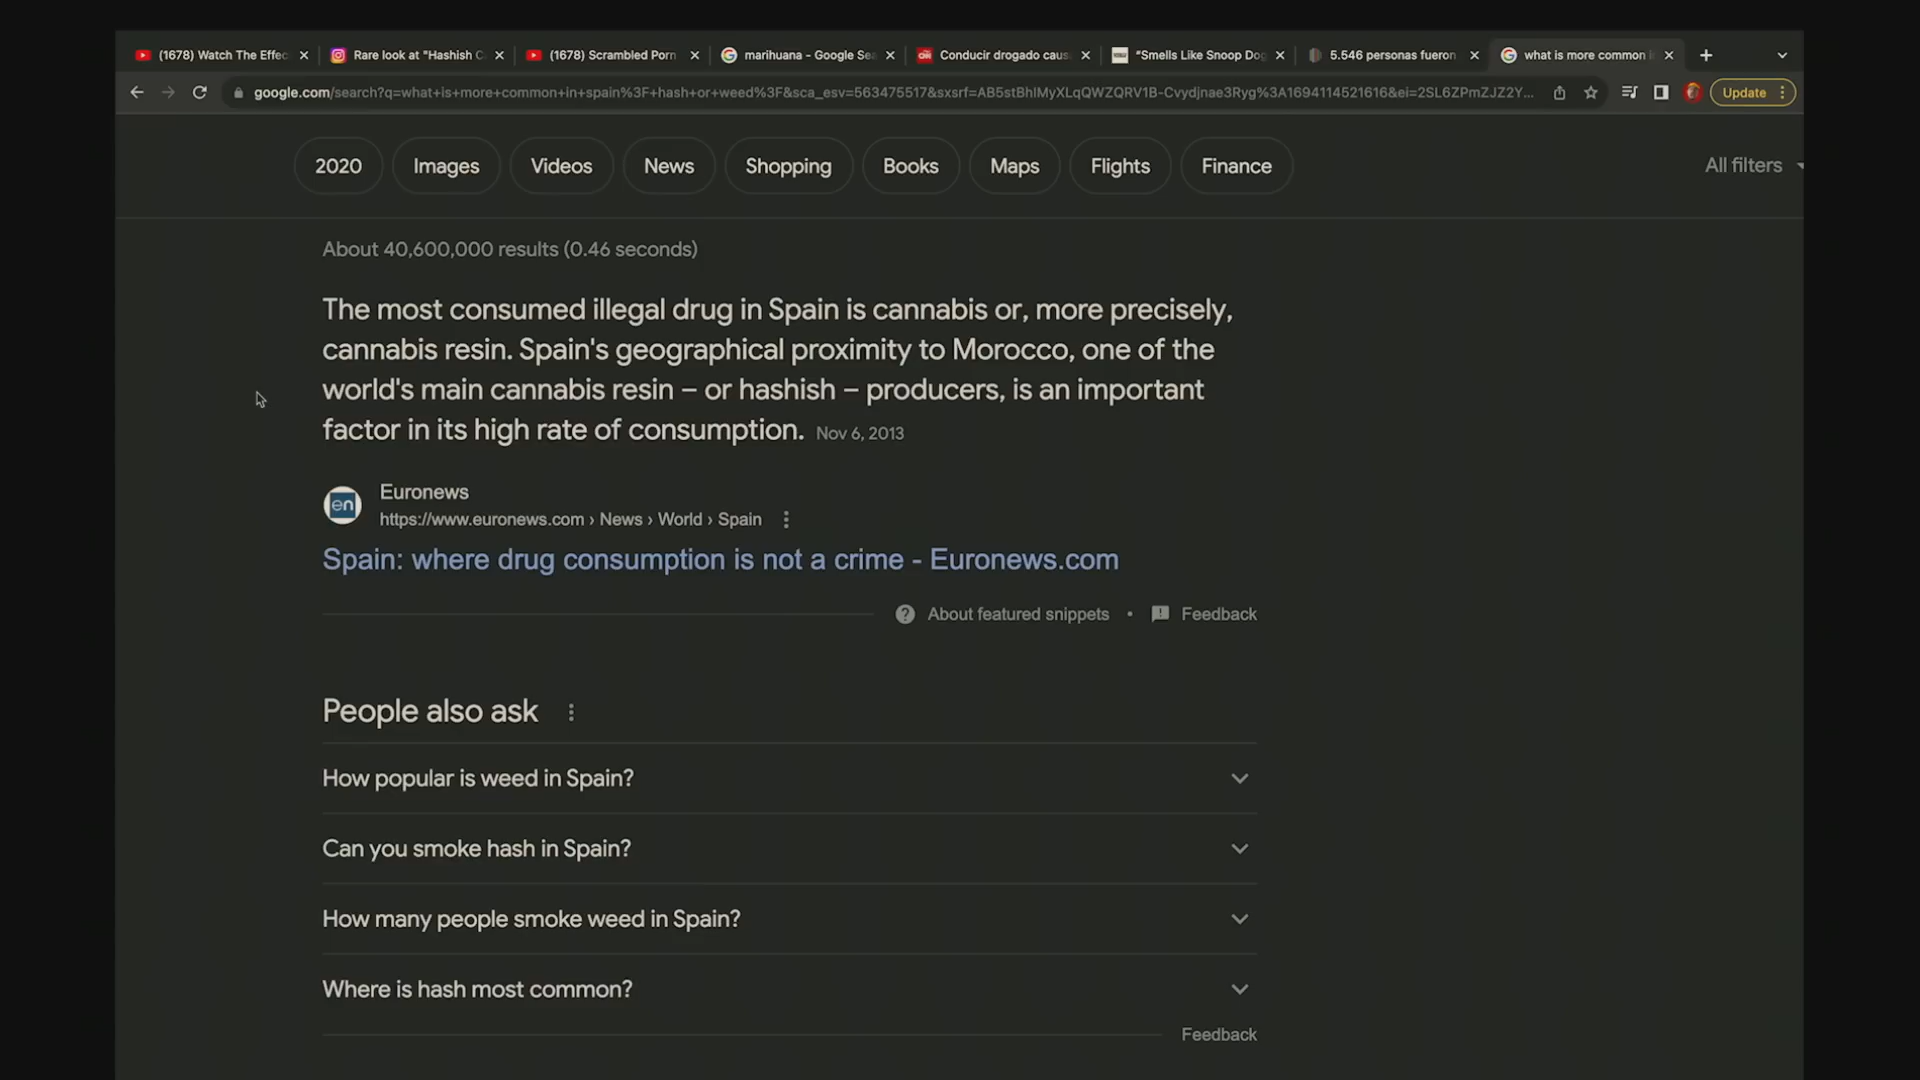 (1678) Watch The Effec
Rare look at "Hashish C
(1678) Scrambled Porn
marihuana - Google Sea
Conducir drogado caus
"Smells Like Snoop Dog
5.546 personas fueron
what is more common i
google.com/search?q=what+is+more+common+in+spain%3F+hash+or+weed%3F&sca_esv=563475517&sxsrf=AB5stBhlMyXLqQWZQRV1B-Cvydjnae3Ryg%3A1694114521616&ei=2SL6ZPmZJZ2Y...
Update
2020
Images
Videos
News
Shopping
Books
Maps
Flights
Finance
All filters
About 40,600,000 results (0.46 seconds)
The most consumed illegal drug in Spain is cannabis or, more precisely,
cannabis resin. Spain's geographical proximity to Morocco, one of the
world's main cannabis resin – or hashish – producers, is an important
factor in its high rate of consumption. Nov 6, 2013
en
Euronews
https://www.euronews.com › News › World › Spain
Spain: where drug consumption is not a crime - Euronews.com
About featured snippets • Feedback
People also ask
How popular is weed in Spain?
Can you smoke hash in Spain?
How many people smoke weed in Spain?
Where is hash most common?
Feedback